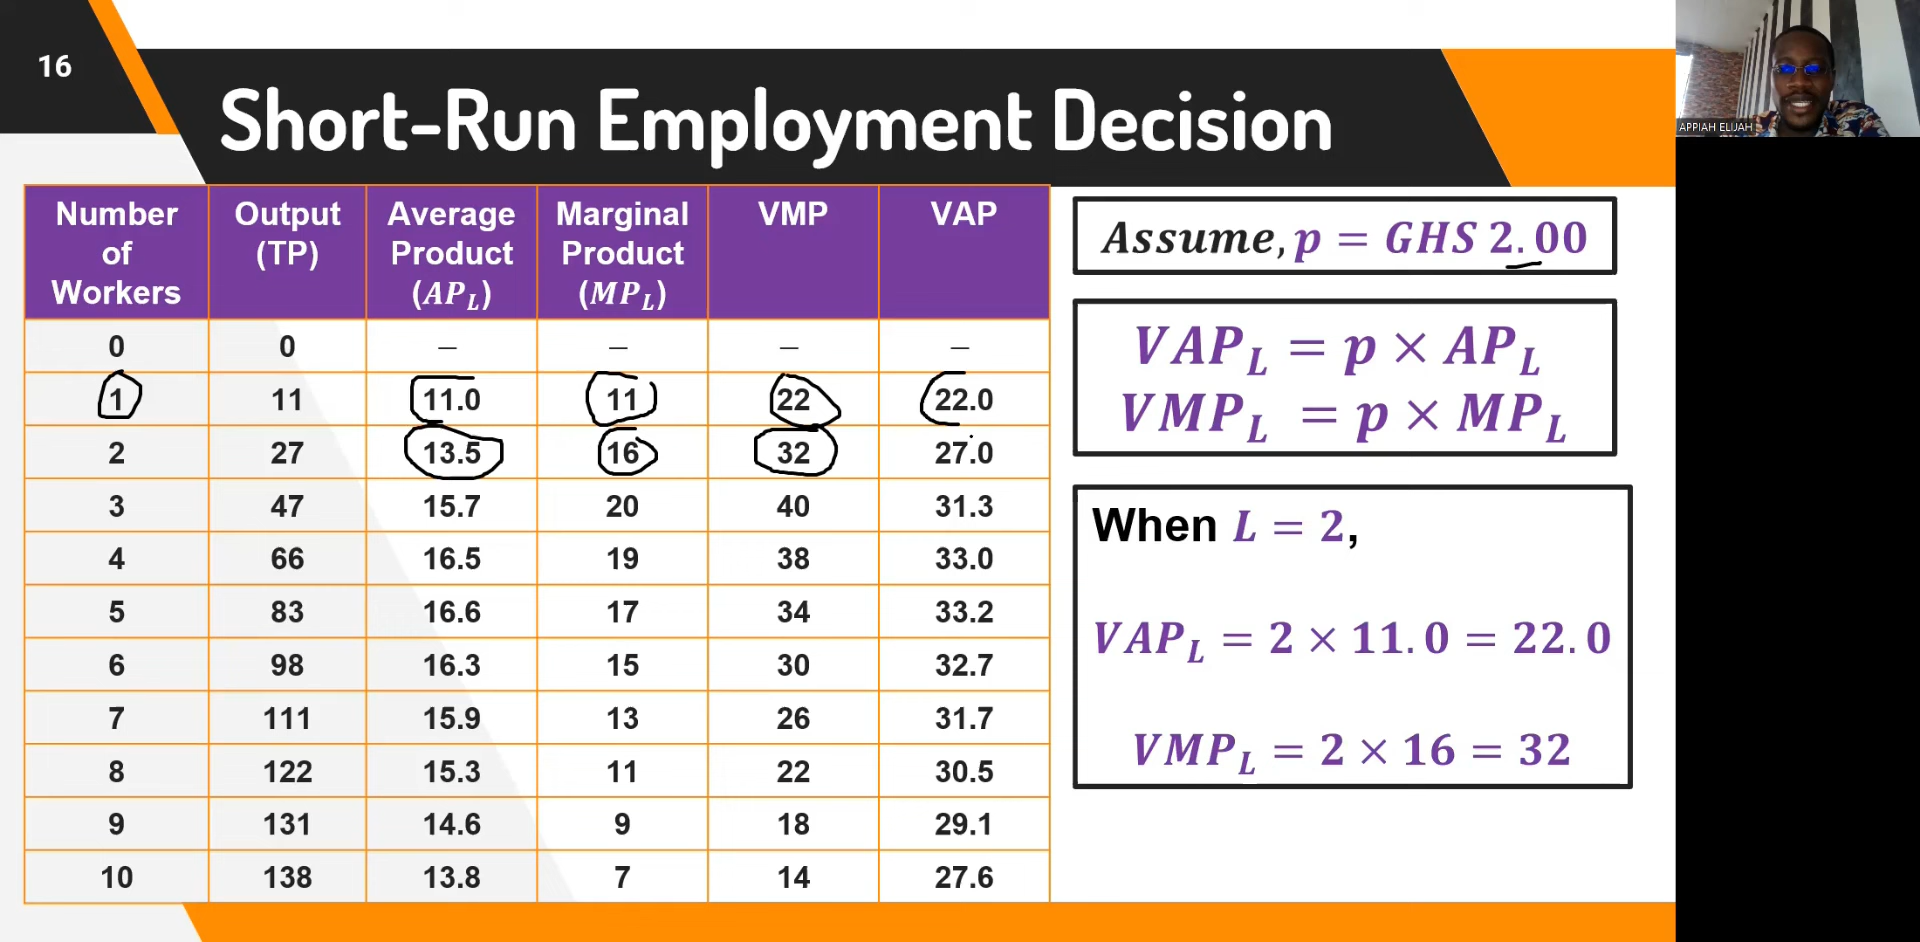 16
Short-Run Employment Decision
APPIAH ELIJAH
Number of Workers | Output (TP) | Average Product (AP_L) | Marginal Product (MP_L) | VMP | VAP
0 | 0 | – | – | – | –
1 | 11 | 11.0 | 11 | 22 | 22.0
2 | 27 | 13.5 | 16 | 32 | 27.0
3 | 47 | 15.7 | 20 | 40 | 31.3
4 | 66 | 16.5 | 19 | 38 | 33.0
5 | 83 | 16.6 | 17 | 34 | 33.2
6 | 98 | 16.3 | 15 | 30 | 32.7
7 | 111 | 15.9 | 13 | 26 | 31.7
8 | 122 | 15.3 | 11 | 22 | 30.5
9 | 131 | 14.6 | 9 | 18 | 29.1
10 | 138 | 13.8 | 7 | 14 | 27.6
Assume, p = GHS 2.00
VAP_L = p × AP_L
VMP_L = p × MP_L
When L = 2,
VAP_L = 2 × 11.0 = 22.0
VMP_L = 2 × 16 = 32